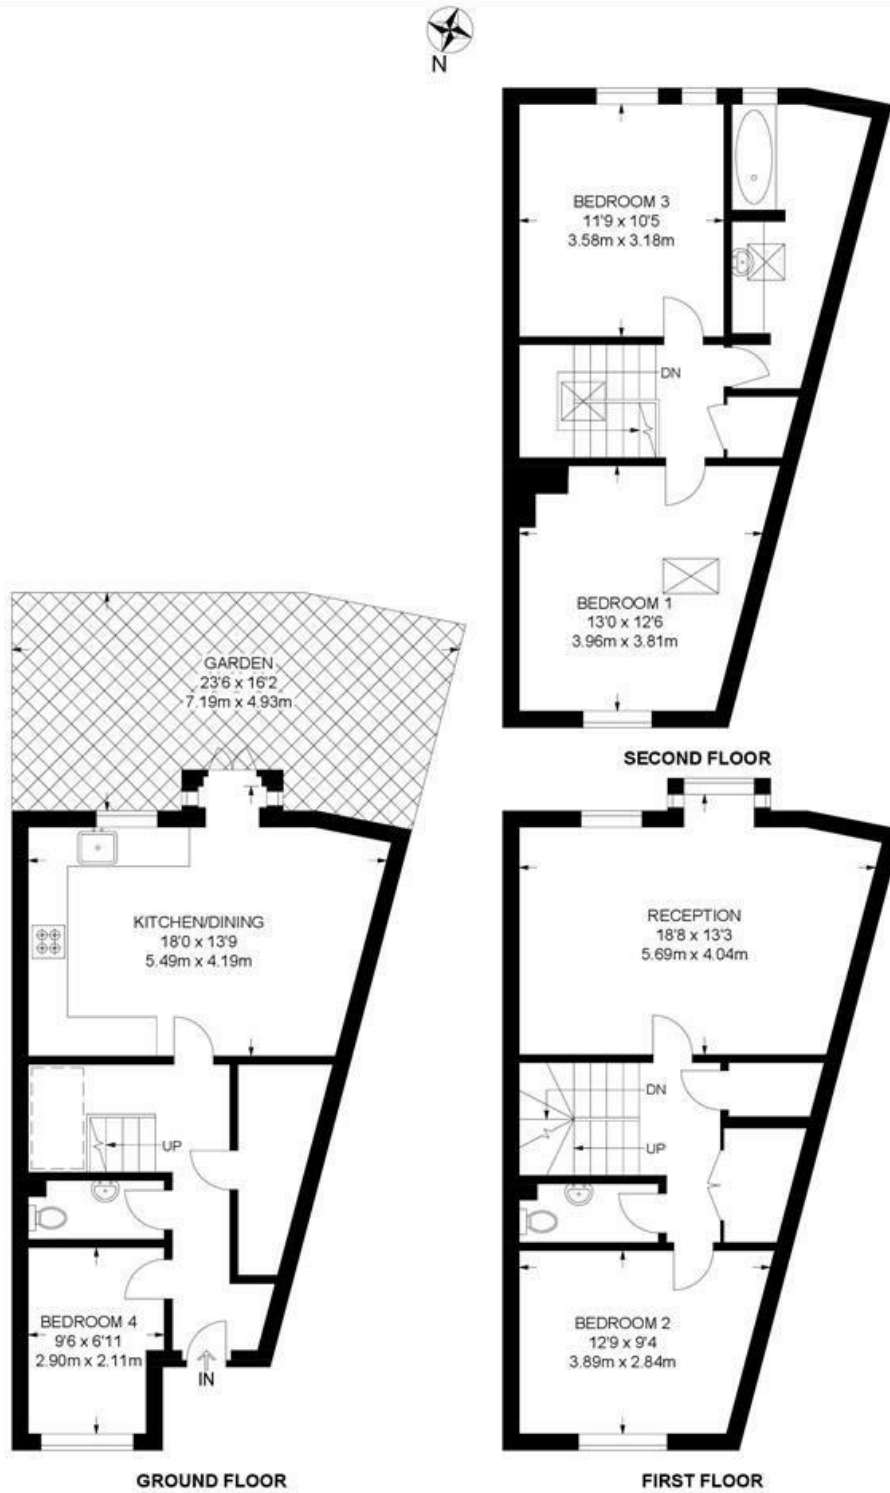 N
BEDROOM 3
11'9 x 10'5
3.58m x 3.18m
DN
BEDROOM 1
13'0 x 12'6
3.96m x 3.81m
SECOND FLOOR
GARDEN
23'6 x 16'2
7.19m x 4.93m
KITCHEN/DINING
18'0 x 13'9
5.49m x 4.19m
UP
BEDROOM 4
9'6 x 6'11
2.90m x 2.11m
IN
GROUND FLOOR
RECEPTION
18'8 x 13'3
5.69m x 4.04m
DN
UP
BEDROOM 2
12'9 x 9'4
3.89m x 2.84m
FIRST FLOOR